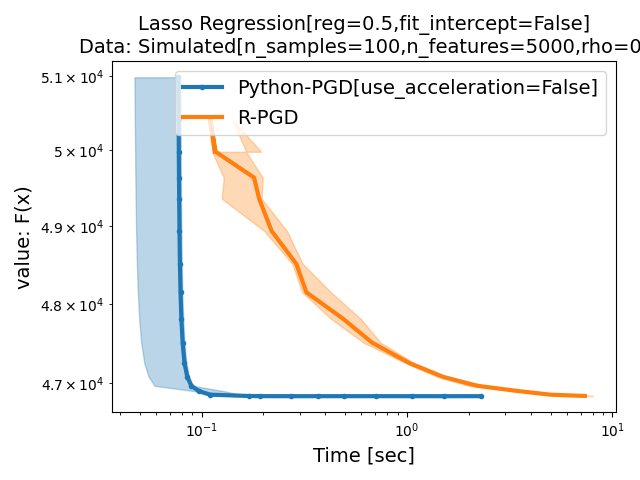 Lasso Regression[reg=0.5,fit_intercept=False]
Data: Simulated[n_samples=100,n_features=5000,rho=0
Python-PGD[use_acceleration=False]
R-PGD
value: F(x)
5.1 × 10⁴
5 × 10⁴
4.9 × 10⁴
4.8 × 10⁴
4.7 × 10⁴
10⁻¹ 10⁰ 10¹
Time [sec]